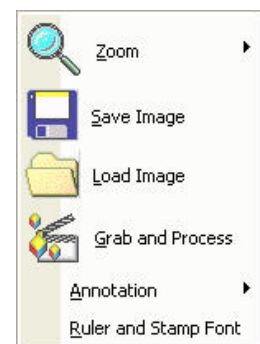 Zoom
Save Image
Load Image
Grab and Process
Annotation
Ruler and Stamp Font